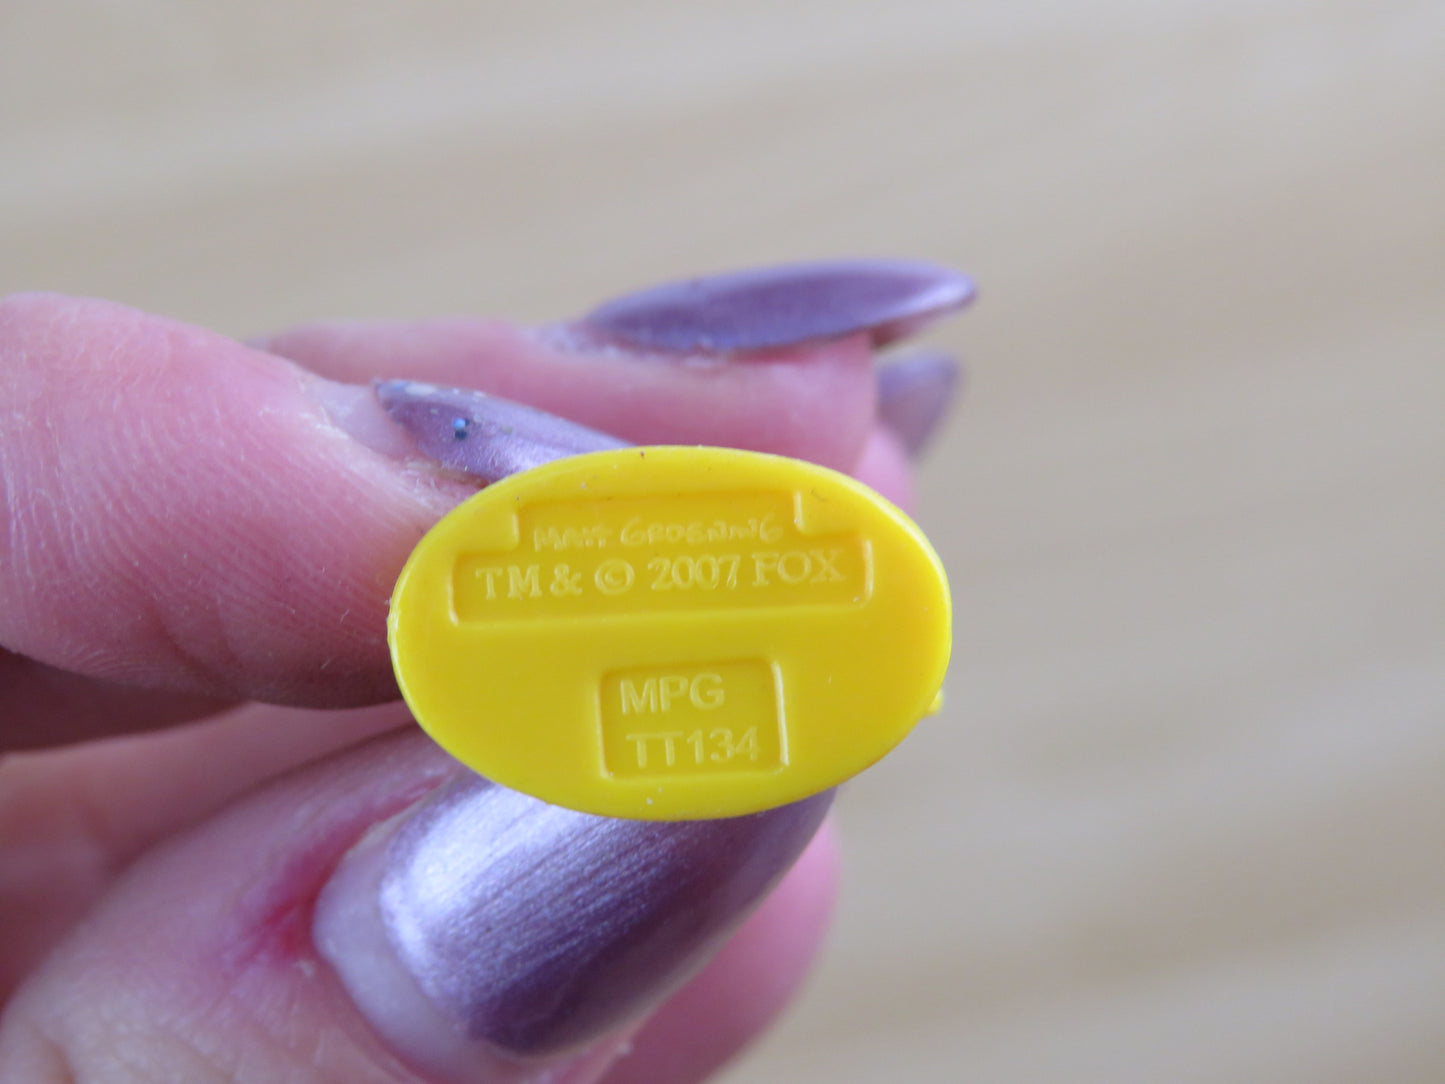 MATT GROENING
TM & © 2007 FOX
MPG
TT134